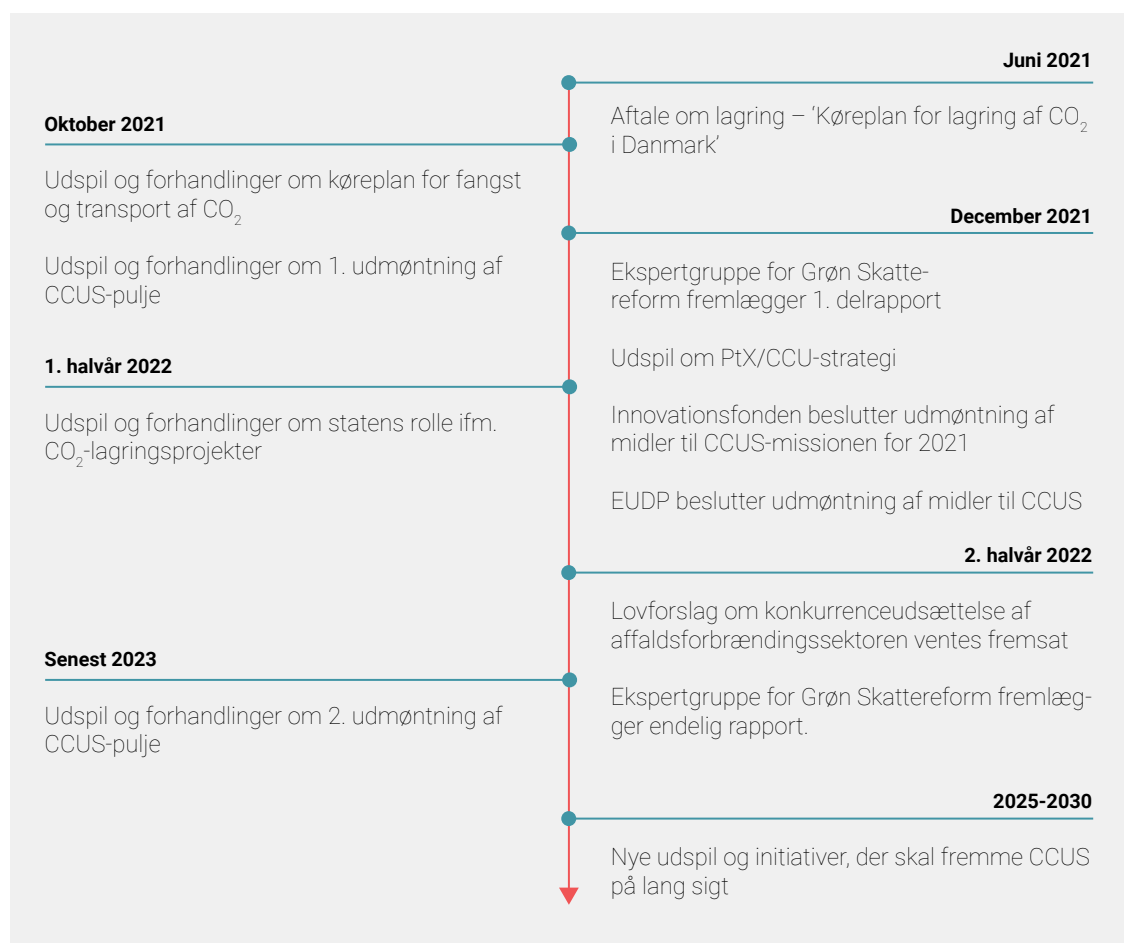 Juni 2021
Aftale om lagring – ‘Køreplan for lagring af CO₂
i Danmark’
Oktober 2021
Udspil og forhandlinger om køreplan for fangst
og transport af CO₂
Udspil og forhandlinger om 1. udmøntning af
CCUS-pulje
December 2021
Ekspertgruppe for Grøn Skatte-
reform fremlægger 1. delrapport
Udspil om PtX/CCU-strategi
Innovationsfonden beslutter udmøntning af
midler til CCUS-missionen for 2021
EUDP beslutter udmøntning af midler til CCUS
1. halvår 2022
Udspil og forhandlinger om statens rolle ifm.
CO₂-lagringsprojekter
2. halvår 2022
Lovforslag om konkurrenceudsættelse af
affaldsforbrændingssektoren ventes fremsat
Ekspertgruppe for Grøn Skattereform fremlæg-
ger endelig rapport.
Senest 2023
Udspil og forhandlinger om 2. udmøntning af
CCUS-pulje
2025-2030
Nye udspil og initiativer, der skal fremme CCUS
på lang sigt